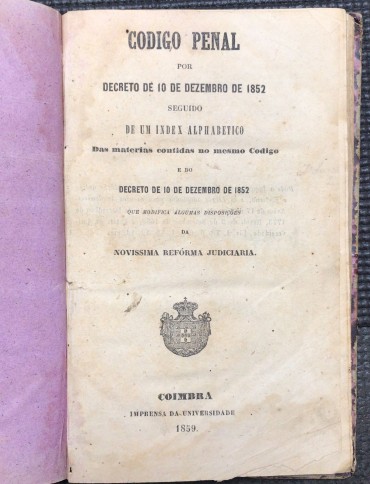 CODIGO PENAL
POR
DECRETO DE 10 DE DEZEMBRO DE 1852
SEGUIDO
DE UM INDEX ALPHABETICO
Das materias contidas no mesmo Codigo
E DO
DECRETO DE 10 DE DEZEMBRO DE 1852
QUE MODIFICA ALGUMAS DISPOSIÇÕES
DA
NOVISSIMA REFÓRMA JUDICIARIA.
COIMBRA
IMPRENSA DA UNIVERSIDADE
1859.